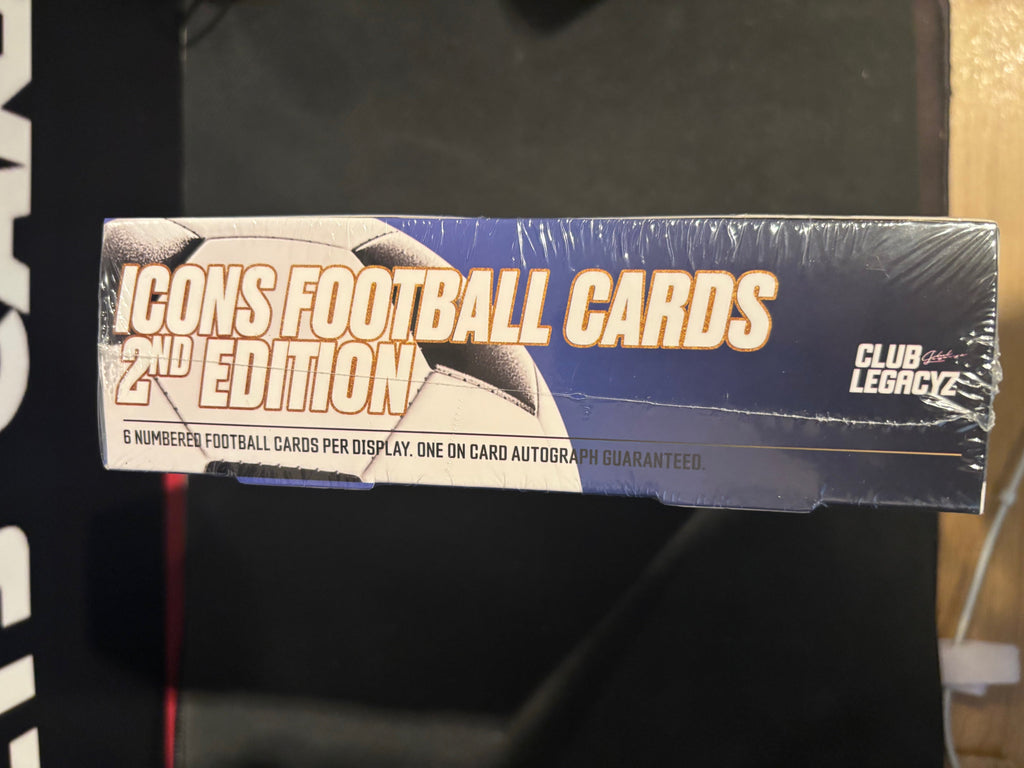 ICONS FOOTBALL CARDS
2ND EDITION
6 NUMBERED FOOTBALL CARDS PER DISPLAY. ONE ON CARD AUTOGRAPH GUARANTEED.
CLUB
LEGACYZ